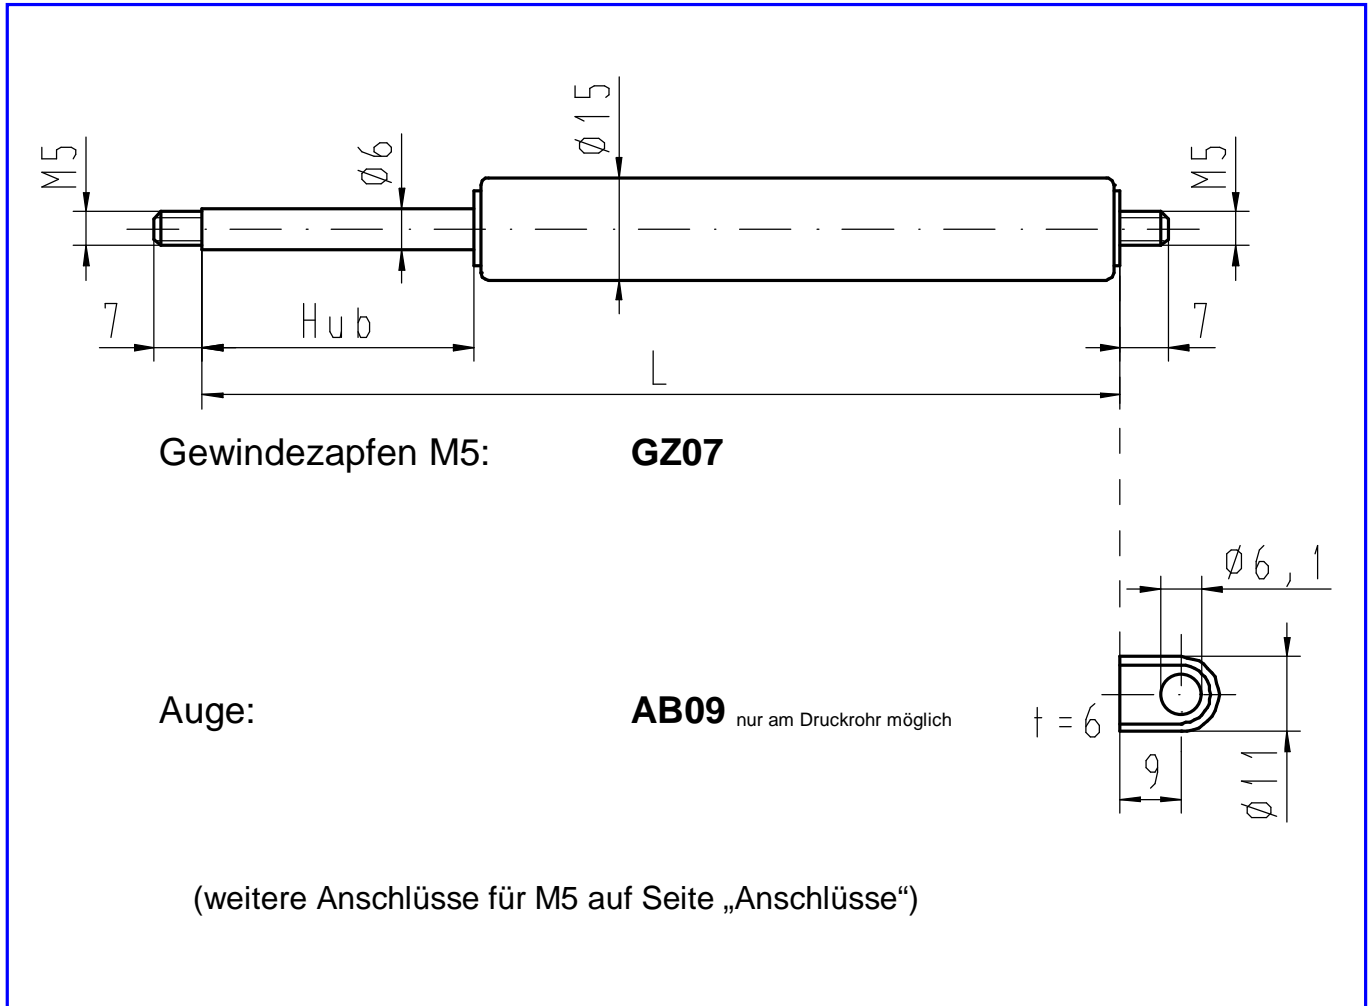 Ø15
M5
Ø6
M5
7
Hub
7
L
Gewindezapfen M5: GZ07
Ø6,1
Auge: AB09 nur am Druckrohr möglich
t=6
9
Ø11
(weitere Anschlüsse für M5 auf Seite „Anschlüsse“)